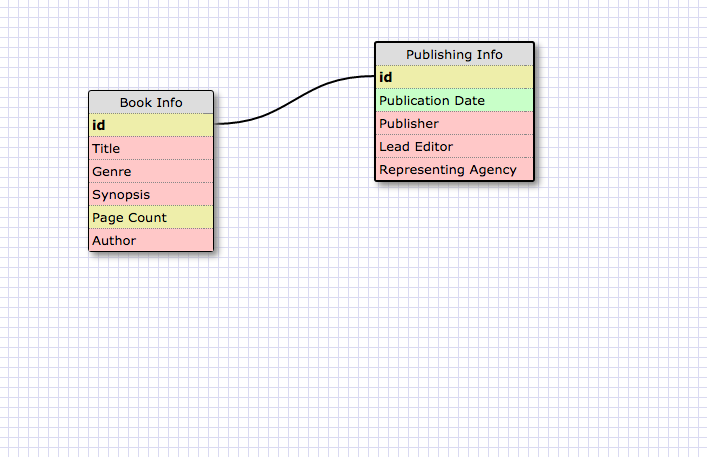 Book Info
id
Title
Genre
Synopsis
Page Count
Author
Publishing Info
id
Publication Date
Publisher
Lead Editor
Representing Agency